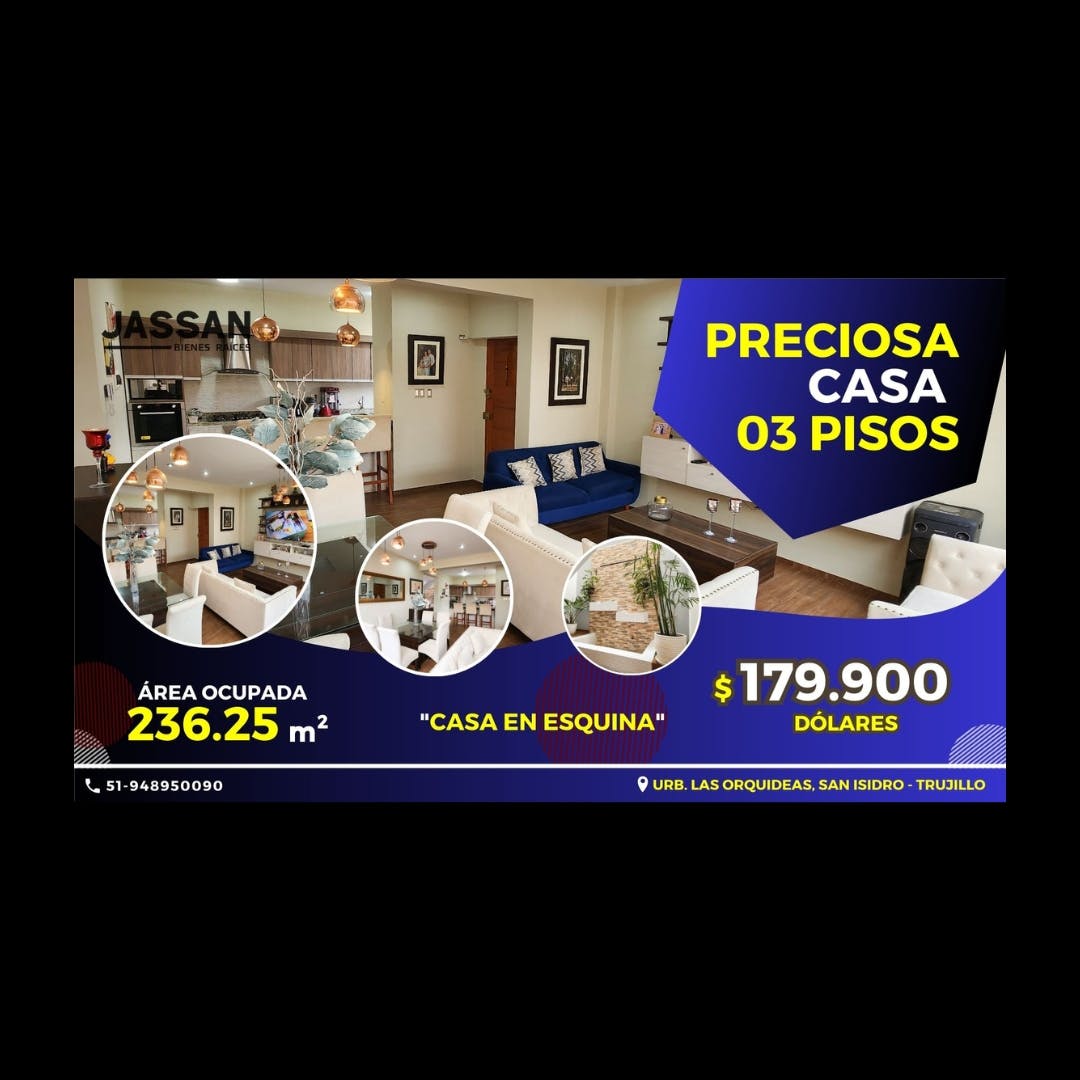 JASSAN
BIENES RAÍCES
PRECIOSA
CASA
03 PISOS
ÁREA OCUPADA
236.25 m²
"CASA EN ESQUINA"
$ 179.900
DÓLARES
51-948950090
URB. LAS ORQUIDEAS, SAN ISIDRO - TRUJILLO